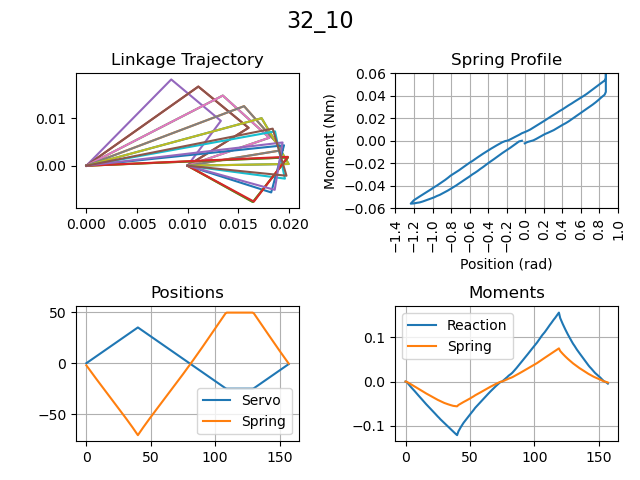 32_10
Linkage Trajectory
0.01
0.00
0.000 0.005 0.010 0.015 0.020
Spring Profile
Moment (Nm)
0.06
0.04
0.02
0.00
−0.02
−0.04
−0.06
−1.4 −1.2 −1.0 −0.8 −0.6 −0.4 −0.2 0.0 0.2 0.4 0.6 0.8 1.0
Position (rad)
Positions
50
0
−50
Servo
Spring
0 50 100 150
Moments
0.1
0.0
−0.1
Reaction
Spring
0 50 100 150